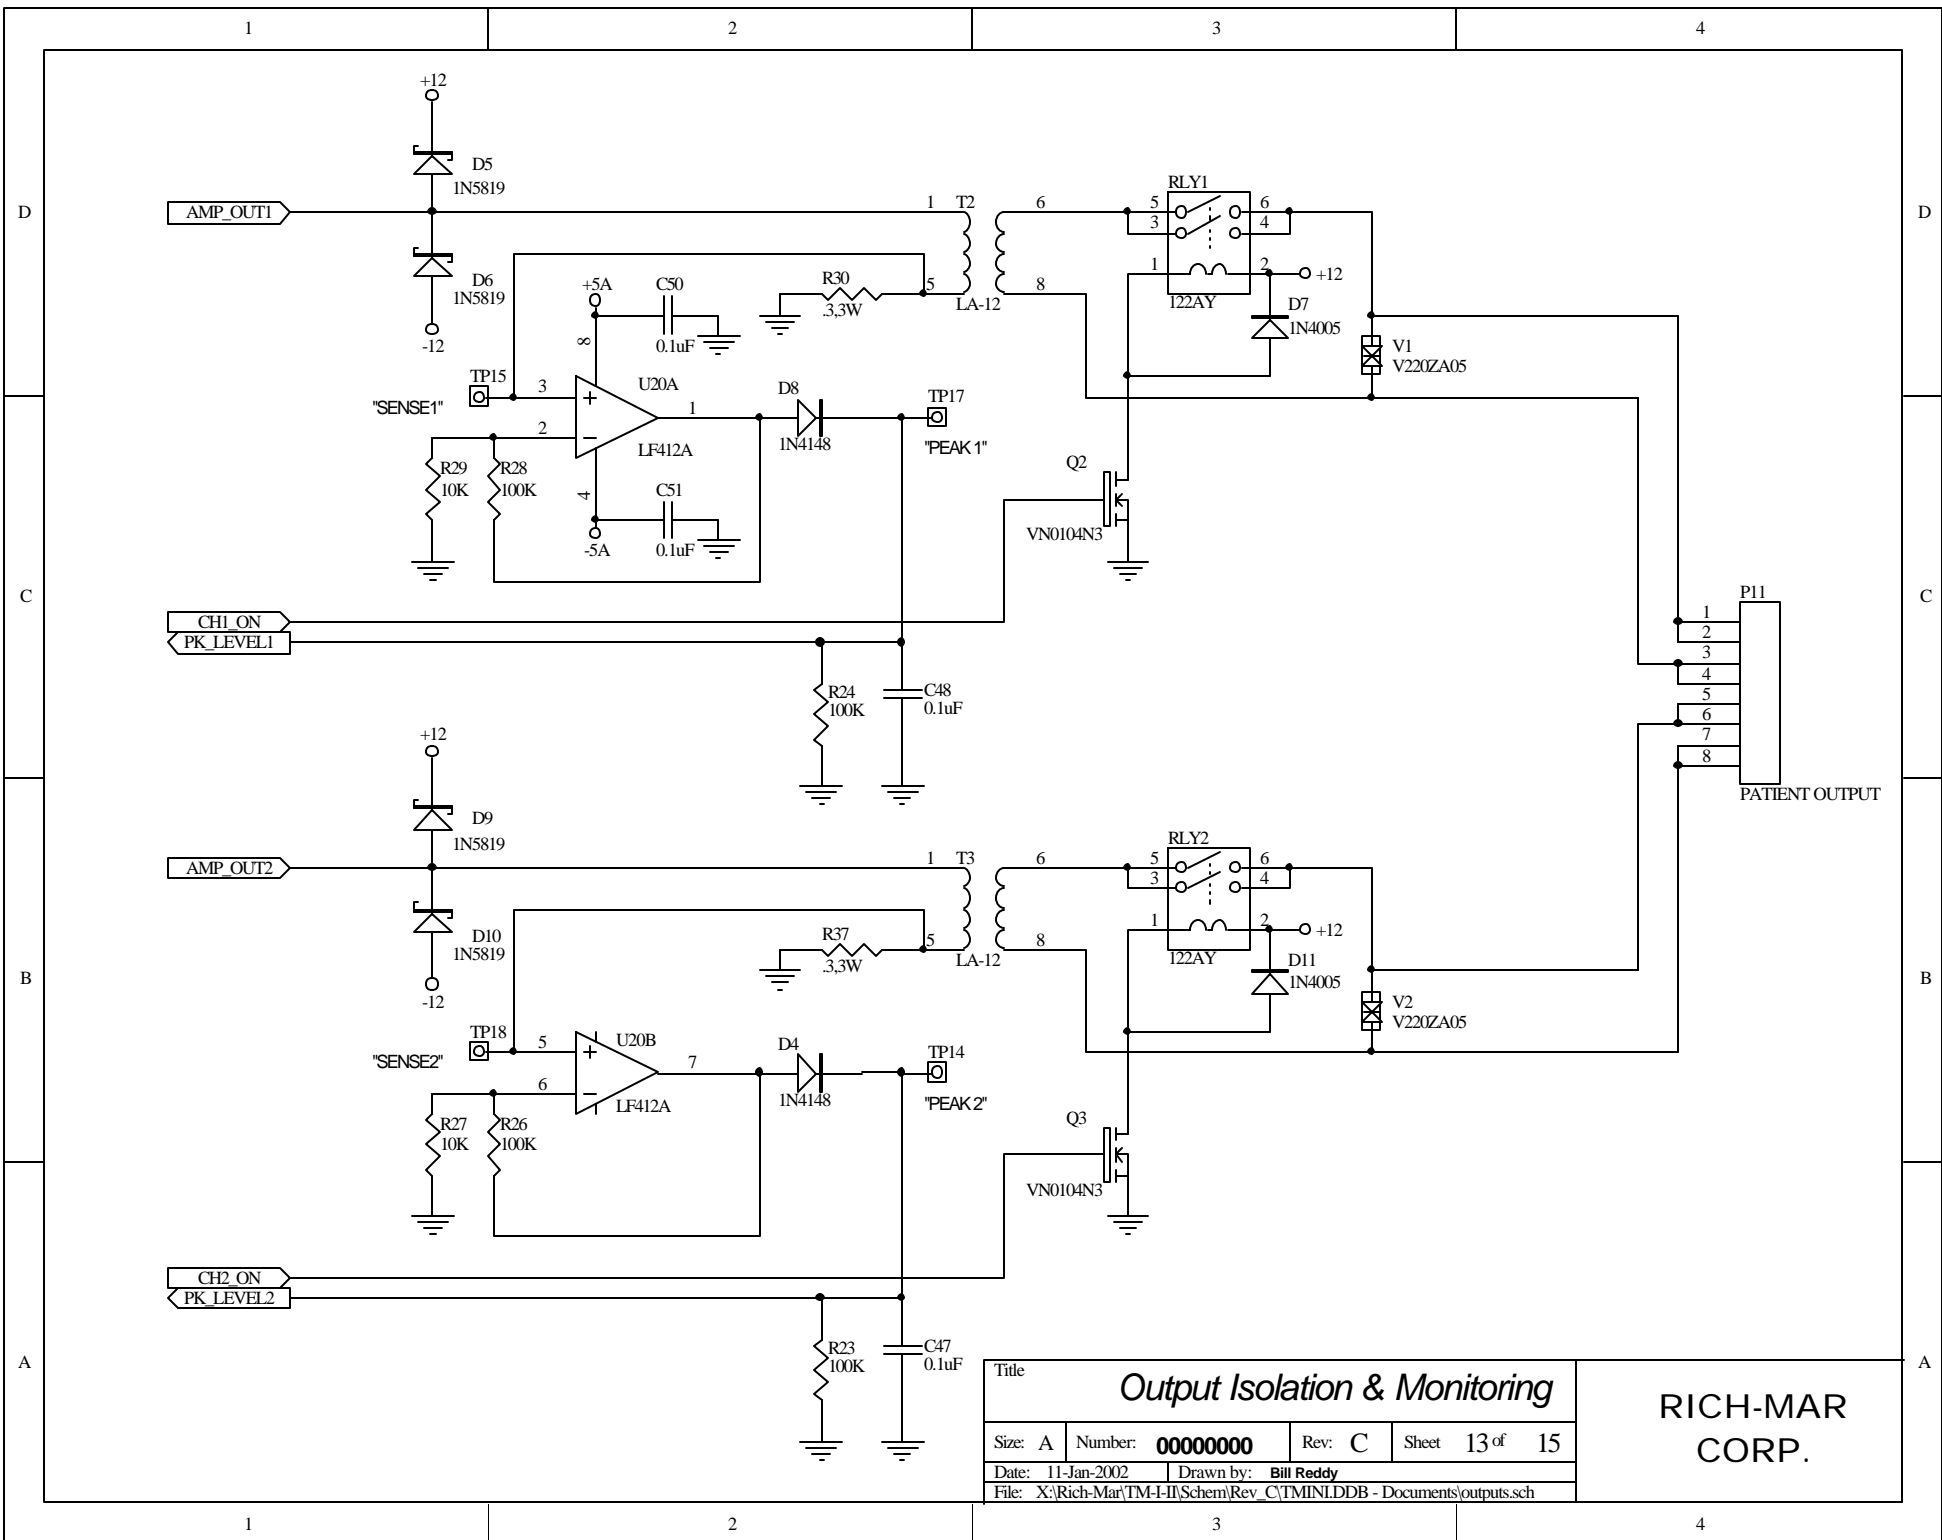 1 2 3 4
D D
C C
B B
A A
1 2 3 4
+12
D5
1N5819
AMP_OUT1
D6
1N5819
-12
+5A
C50
0.1uF
8
R30
.3,3W
1 T2
5
LA-12
6
8
RLY1
5 6
3 4
1 2
+12
122AY
D7
1N4005
V1
V220ZA05
TP15
"SENSE1"
3
2
U20A
1
LF412A
4
D8
1N4148
TP17
"PEAK 1"
R29
10K
R28
100K
C51
0.1uF
-5A
Q2
VN0104N3
CH1_ON
PK_LEVEL1
R24
100K
C48
0.1uF
P11
1
2
3
4
5
6
7
8
PATIENT OUTPUT
+12
D9
1N5819
AMP_OUT2
D10
1N5819
-12
R37
.3,3W
1 T3
5
LA-12
6
8
RLY2
5 6
3 4
1 2
+12
122AY
D11
1N4005
V2
V220ZA05
TP18
"SENSE2"
5
6
U20B
7
LF412A
D4
1N4148
TP14
"PEAK 2"
R27
10K
R26
100K
Q3
VN0104N3
CH2_ON
PK_LEVEL2
R23
100K
C47
0.1uF
Title
Output Isolation & Monitoring
Size: A Number: 00000000 Rev: C Sheet 13 of 15
Date: 11-Jan-2002 Drawn by: Bill Reddy
File: X:\Rich-Mar\TM-I-II\Schem\Rev_C\TMINI.DDB - Documents\outputs.sch
RICH-MAR
CORP.